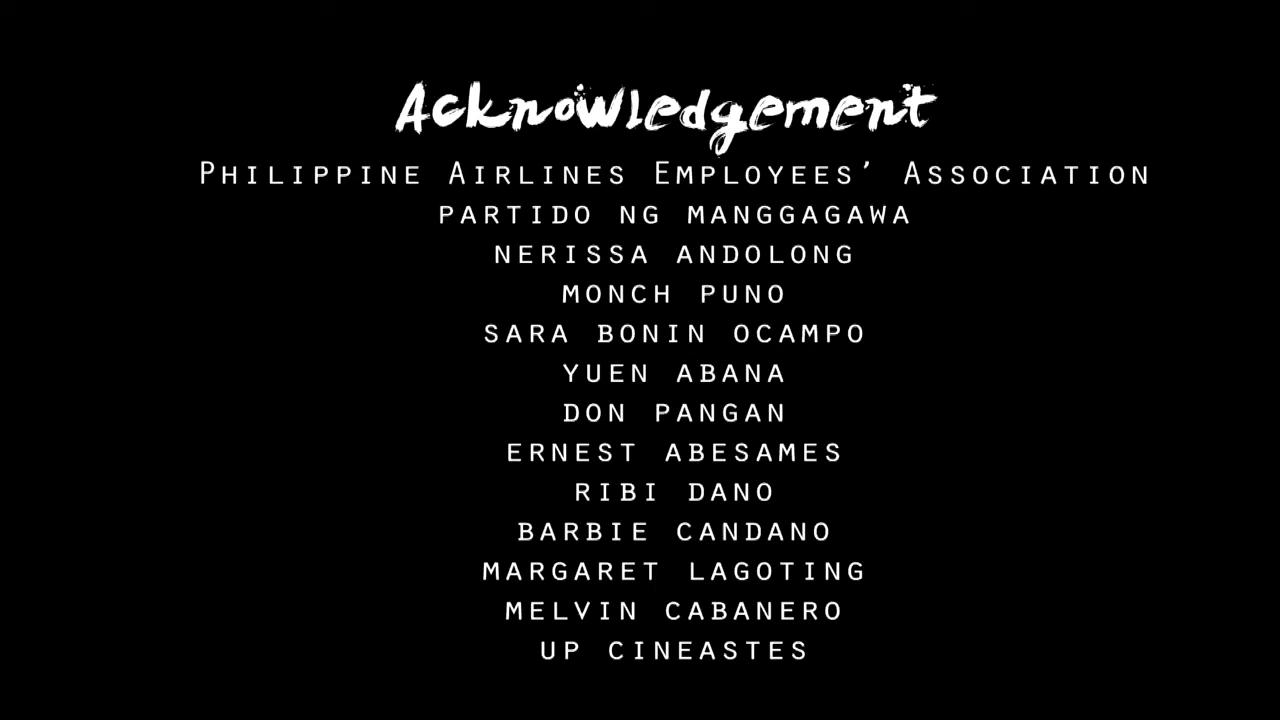 Acknowledgement
Philippine Airlines Employees' Association
PARTIDO NG MANGGAGAWA
NERISSA ANDOLONG
MONCH PUNO
SARA BONIN OCAMPO
YUEN ABANA
DON PANGAN
ERNEST ABESAMES
RIBI DANO
BARBIE CANDANO
MARGARET LAGOTING
MELVIN CABANERO
UP CINEASTES